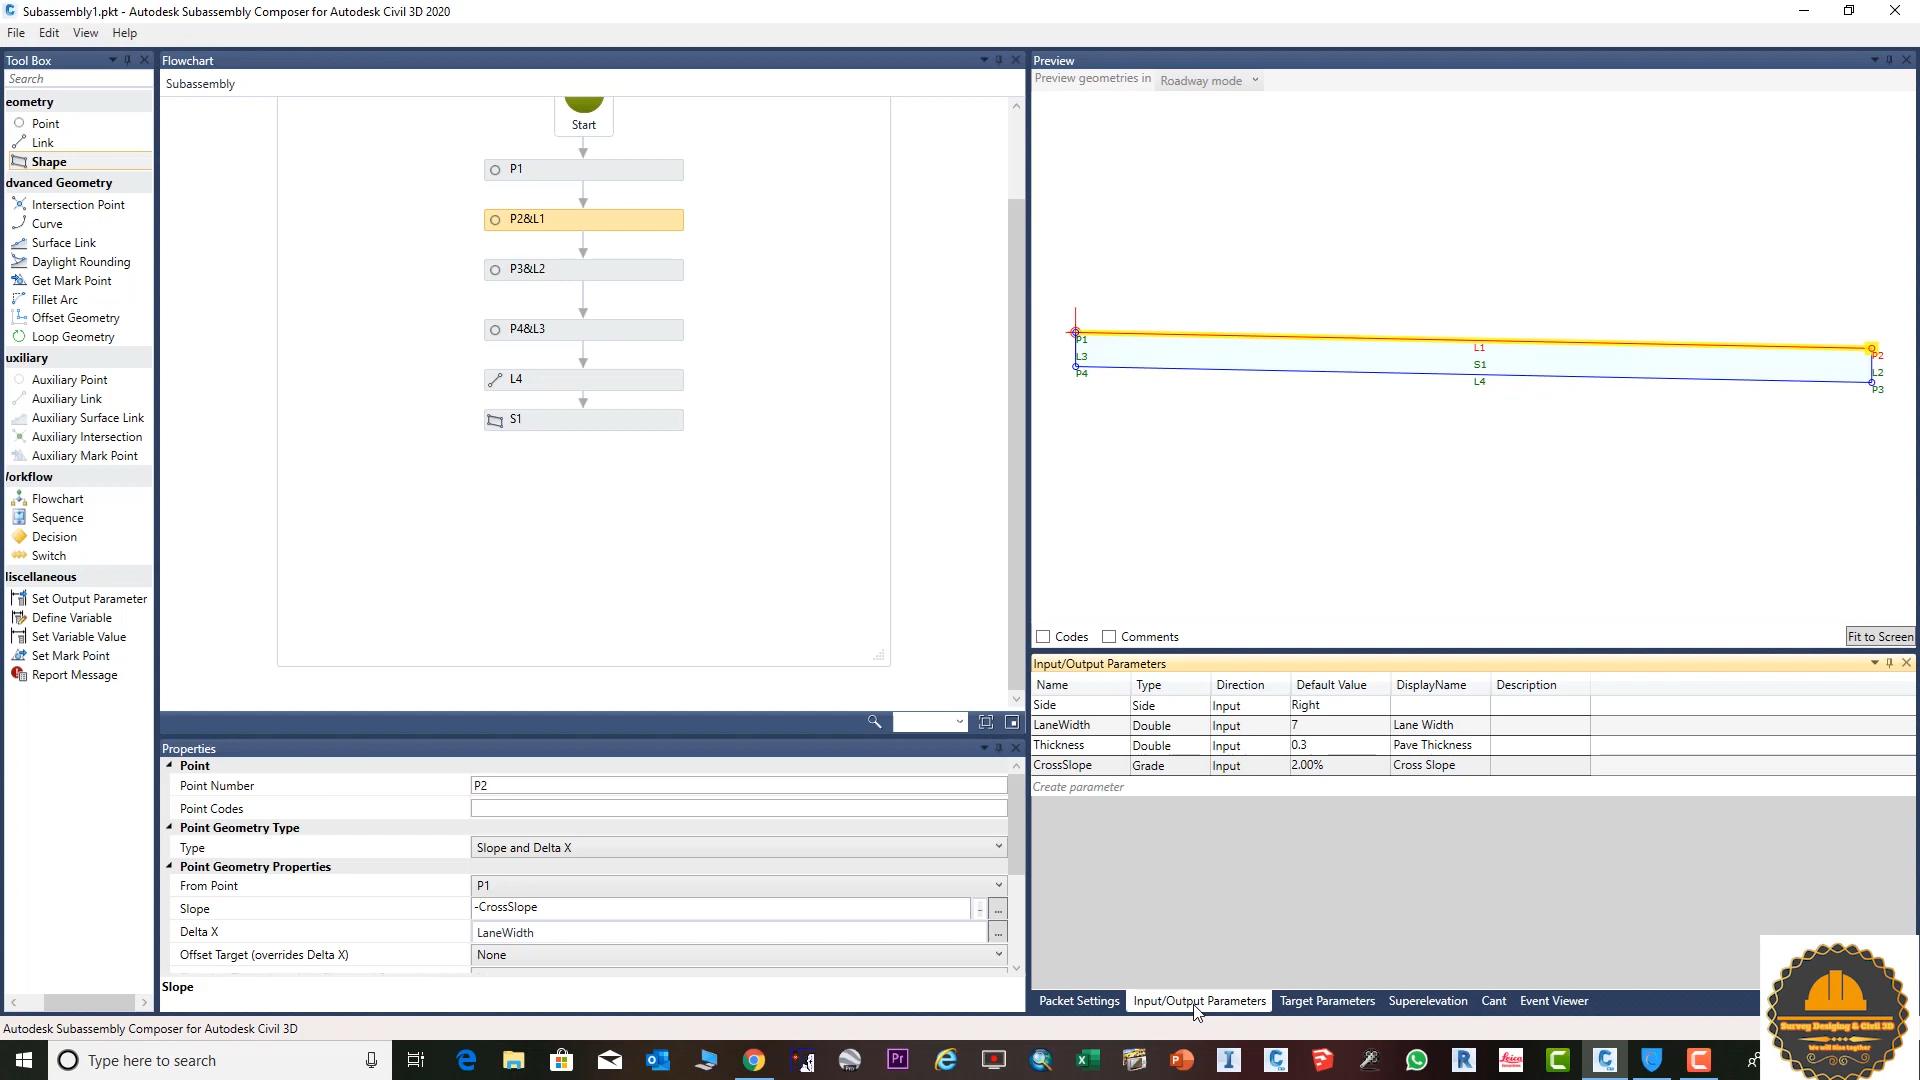 Subassembly1.pkt - Autodesk Subassembly Composer for Autodesk Civil 3D 2020
File Edit View Help
Tool Box
Search
eometry
Point
Link
Shape
dvanced Geometry
Intersection Point
Curve
Surface Link
Daylight Rounding
Get Mark Point
Fillet Arc
Offset Geometry
Loop Geometry
uxiliary
Auxiliary Point
Auxiliary Link
Auxiliary Surface Link
Auxiliary Intersection
Auxiliary Mark Point
/orkflow
Flowchart
Sequence
Decision
Switch
liscellaneous
Set Output Parameter
Define Variable
Set Variable Value
Set Mark Point
Report Message
Flowchart
Subassembly
Start
P1
P2&L1
P3&L2
P4&L3
L4
S1
Properties
Point
Point Number P2
Point Codes
Point Geometry Type
Type Slope and Delta X
Point Geometry Properties
From Point P1
Slope -CrossSlope ...
Delta X LaneWidth ...
Offset Target (overrides Delta X) None
Slope
Preview
Preview geometries in Roadway mode
P1
L3
P4
L1
S1
L4
P2
L2
P3
Codes Comments Fit to Screen
Input/Output Parameters
Name Type Direction Default Value DisplayName Description
Side Side Input Right
LaneWidth Double Input 7 Lane Width
Thickness Double Input 0.3 Pave Thickness
CrossSlope Grade Input 2.00% Cross Slope
Create parameter
Packet Settings Input/Output Parameters Target Parameters Superelevation Cant Event Viewer
Survey Desiging & Civil 3D
We will Rise together
Autodesk Subassembly Composer for Autodesk Civil 3D
Type here to search